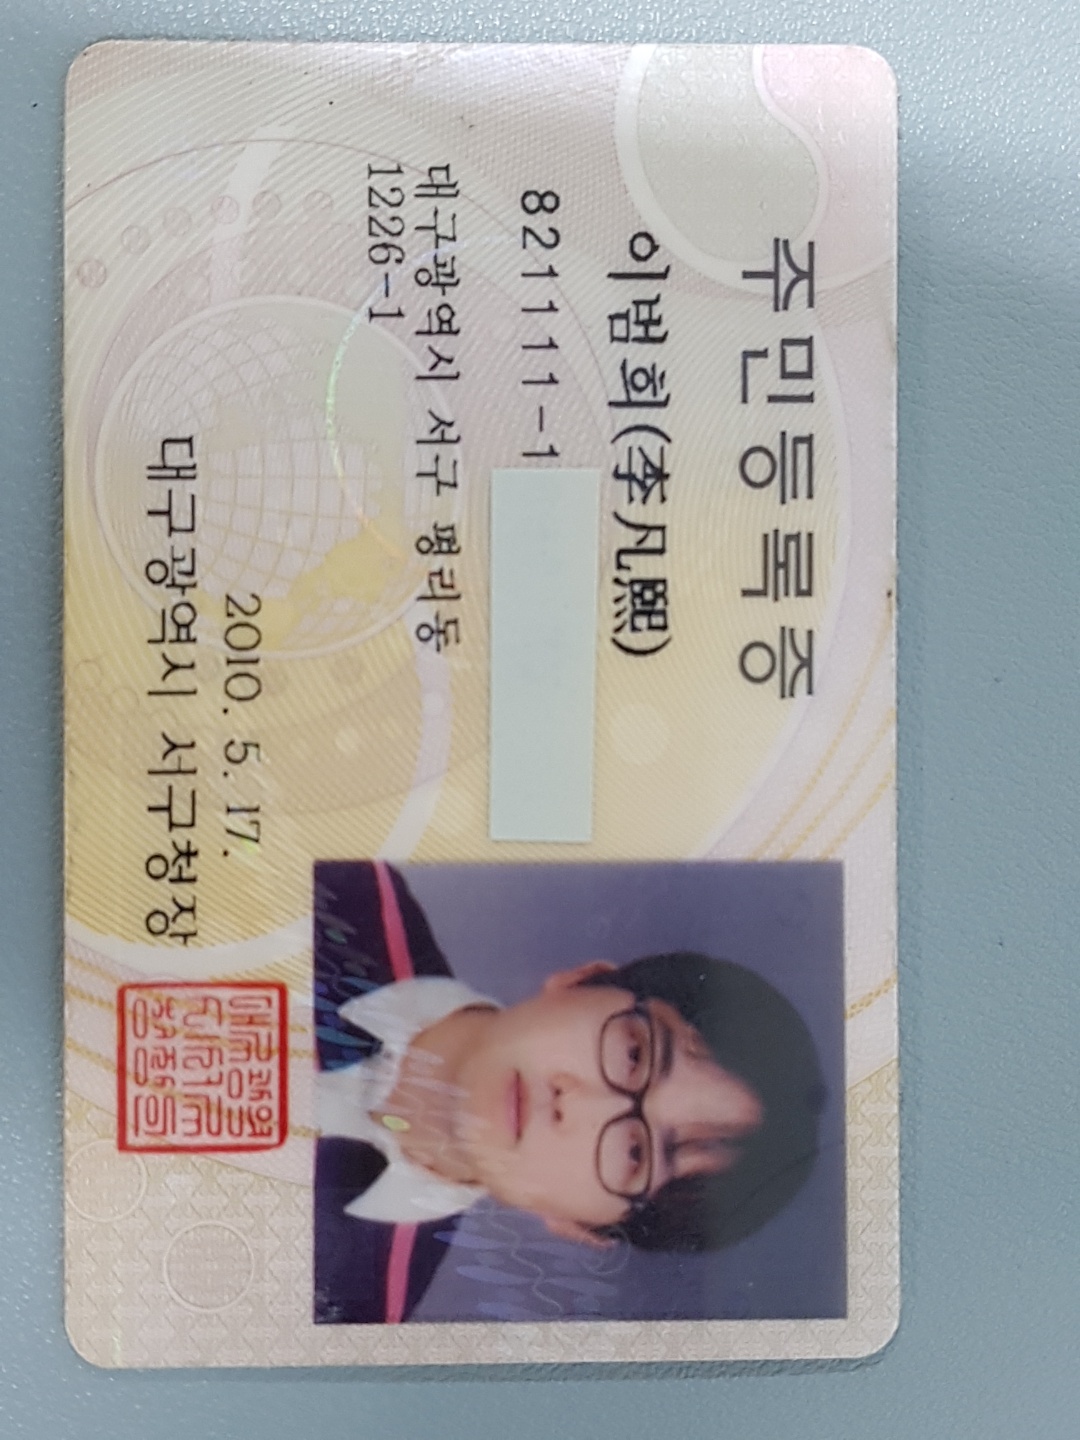 주민등록증
이범희(李凡熙)
821111-1
대구광역시 서구 평리동
1226-1
2010. 5. 17.
대구광역시 서구청장